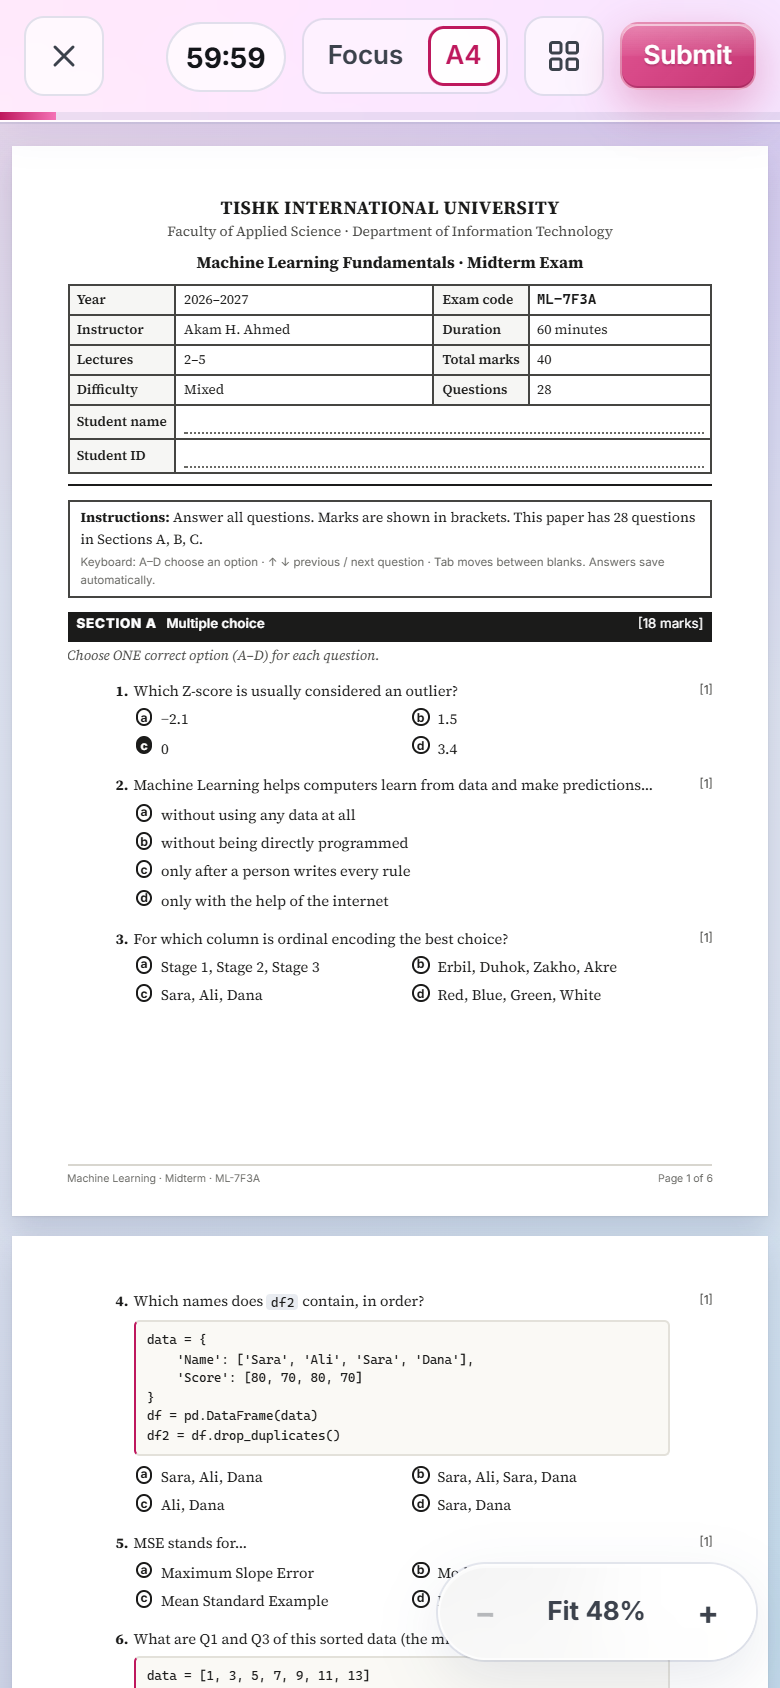 59:59
Focus
A4
Submit
TISHK INTERNATIONAL UNIVERSITY
Faculty of Applied Science · Department of Information Technology
Machine Learning Fundamentals · Midterm Exam
Year 2026–2027 Exam code ML-7F3A
Instructor Akam H. Ahmed Duration 60 minutes
Lectures 2–5 Total marks 40
Difficulty Mixed Questions 28
Student name
Student ID
Instructions: Answer all questions. Marks are shown in brackets. This paper has 28 questions
in Sections A, B, C.
Keyboard: A–D choose an option · ↑ ↓ previous / next question · Tab moves between blanks. Answers save
automatically.
SECTION A Multiple choice [18 marks]
Choose ONE correct option (A–D) for each question.
1. Which Z-score is usually considered an outlier? [1]
a −2.1 b 1.5
c 0 d 3.4
2. Machine Learning helps computers learn from data and make predictions... [1]
a without using any data at all
b without being directly programmed
c only after a person writes every rule
d only with the help of the internet
3. For which column is ordinal encoding the best choice? [1]
a Stage 1, Stage 2, Stage 3 b Erbil, Duhok, Zakho, Akre
c Sara, Ali, Dana d Red, Blue, Green, White
Machine Learning · Midterm · ML-7F3A Page 1 of 6
4. Which names does df2 contain, in order? [1]
data = {
    'Name': ['Sara', 'Ali', 'Sara', 'Dana'],
    'Score': [80, 70, 80, 70]
}
df = pd.DataFrame(data)
df2 = df.drop_duplicates()
a Sara, Ali, Dana b Sara, Ali, Sara, Dana
c Ali, Dana d Sara, Dana
5. MSE stands for... [1]
a Maximum Slope Error b
c Mean Standard Example d
6. What are Q1 and Q3 of this sorted data (the
data = [1, 3, 5, 7, 9, 11, 13]
− Fit 48% +